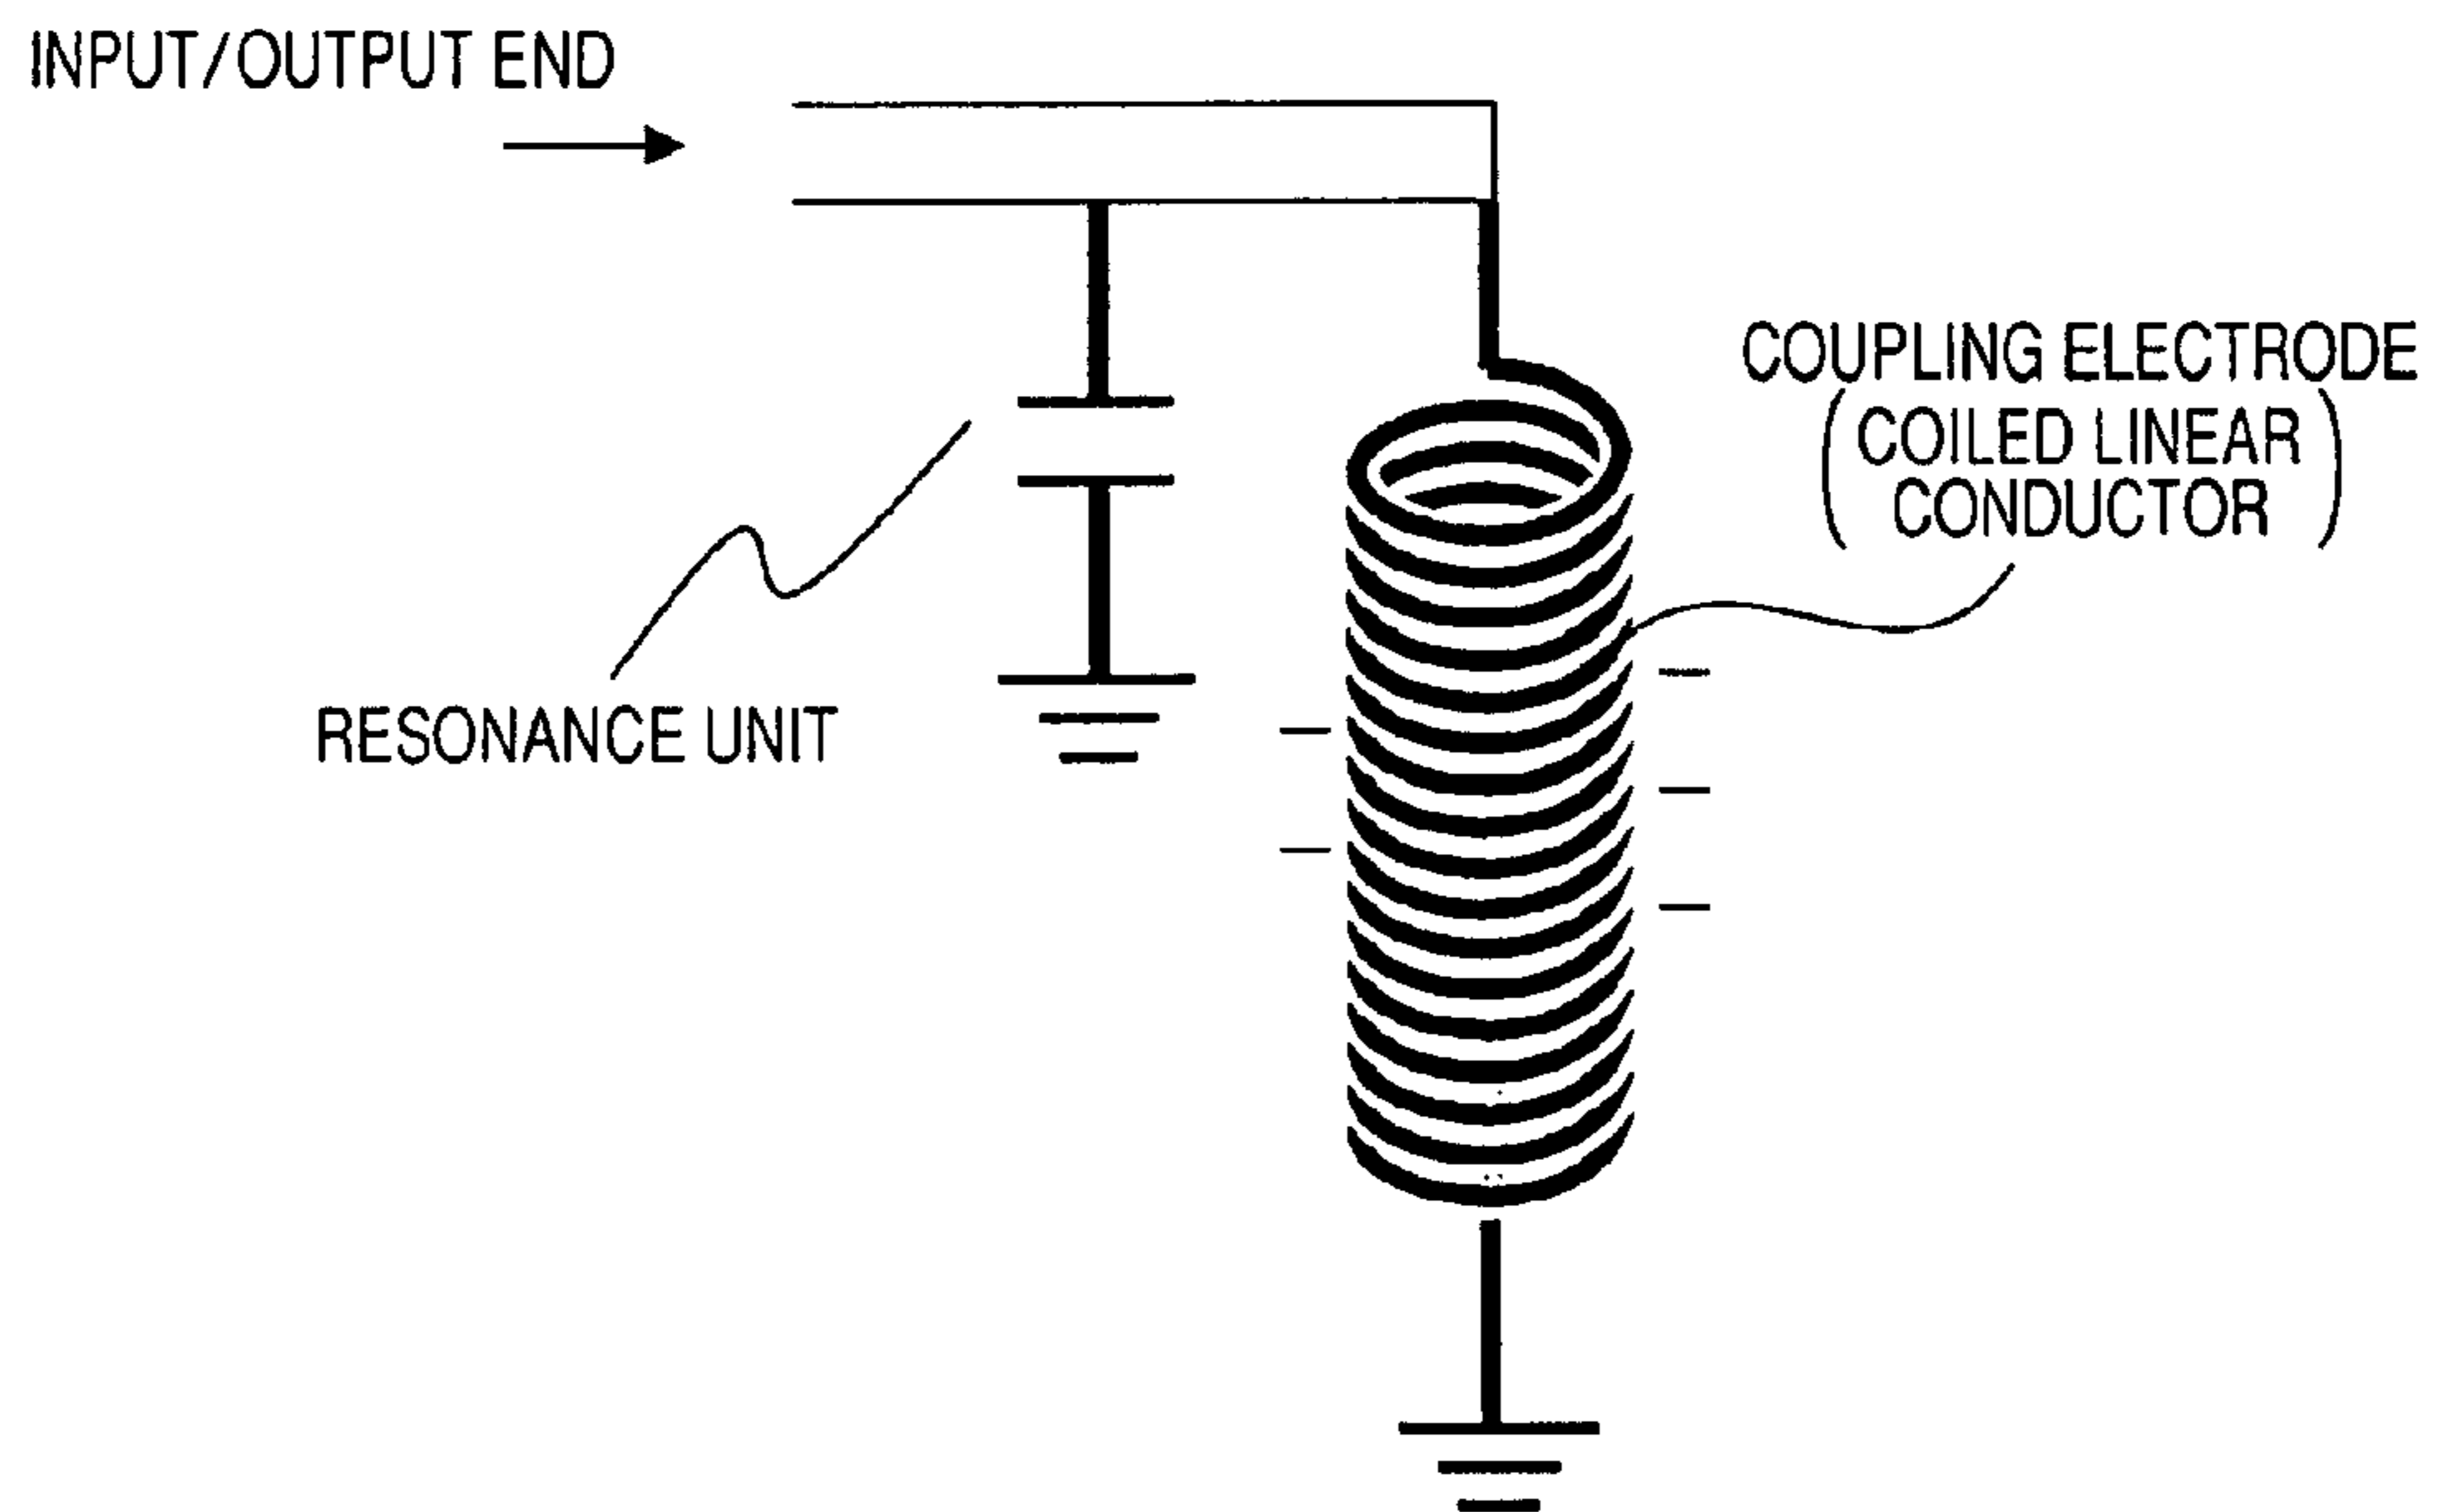 INPUT/OUTPUT END
COUPLING ELECTRODE
(COILED LINEAR
CONDUCTOR)
RESONANCE UNIT